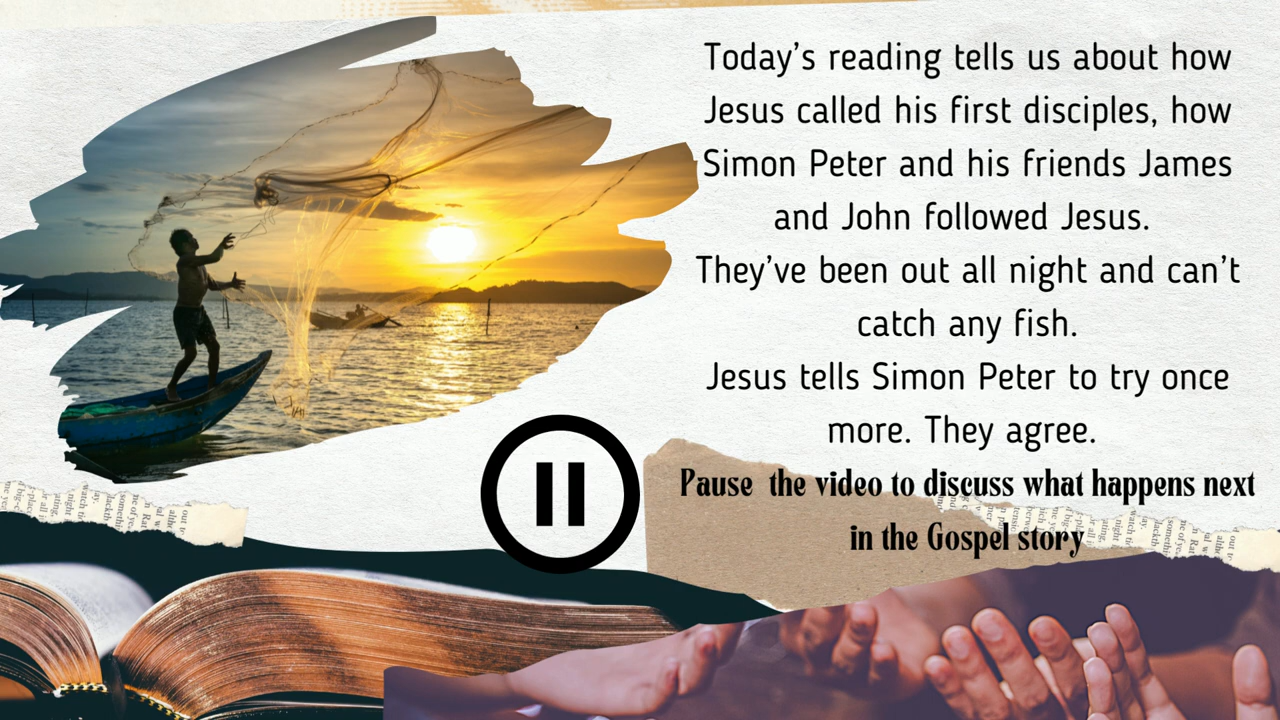 Today’s reading tells us about how
Jesus called his first disciples, how
Simon Peter and his friends James
and John followed Jesus.
They’ve been out all night and can’t
catch any fish.
Jesus tells Simon Peter to try once
more. They agree.
Pause the video to discuss what happens next
in the Gospel story